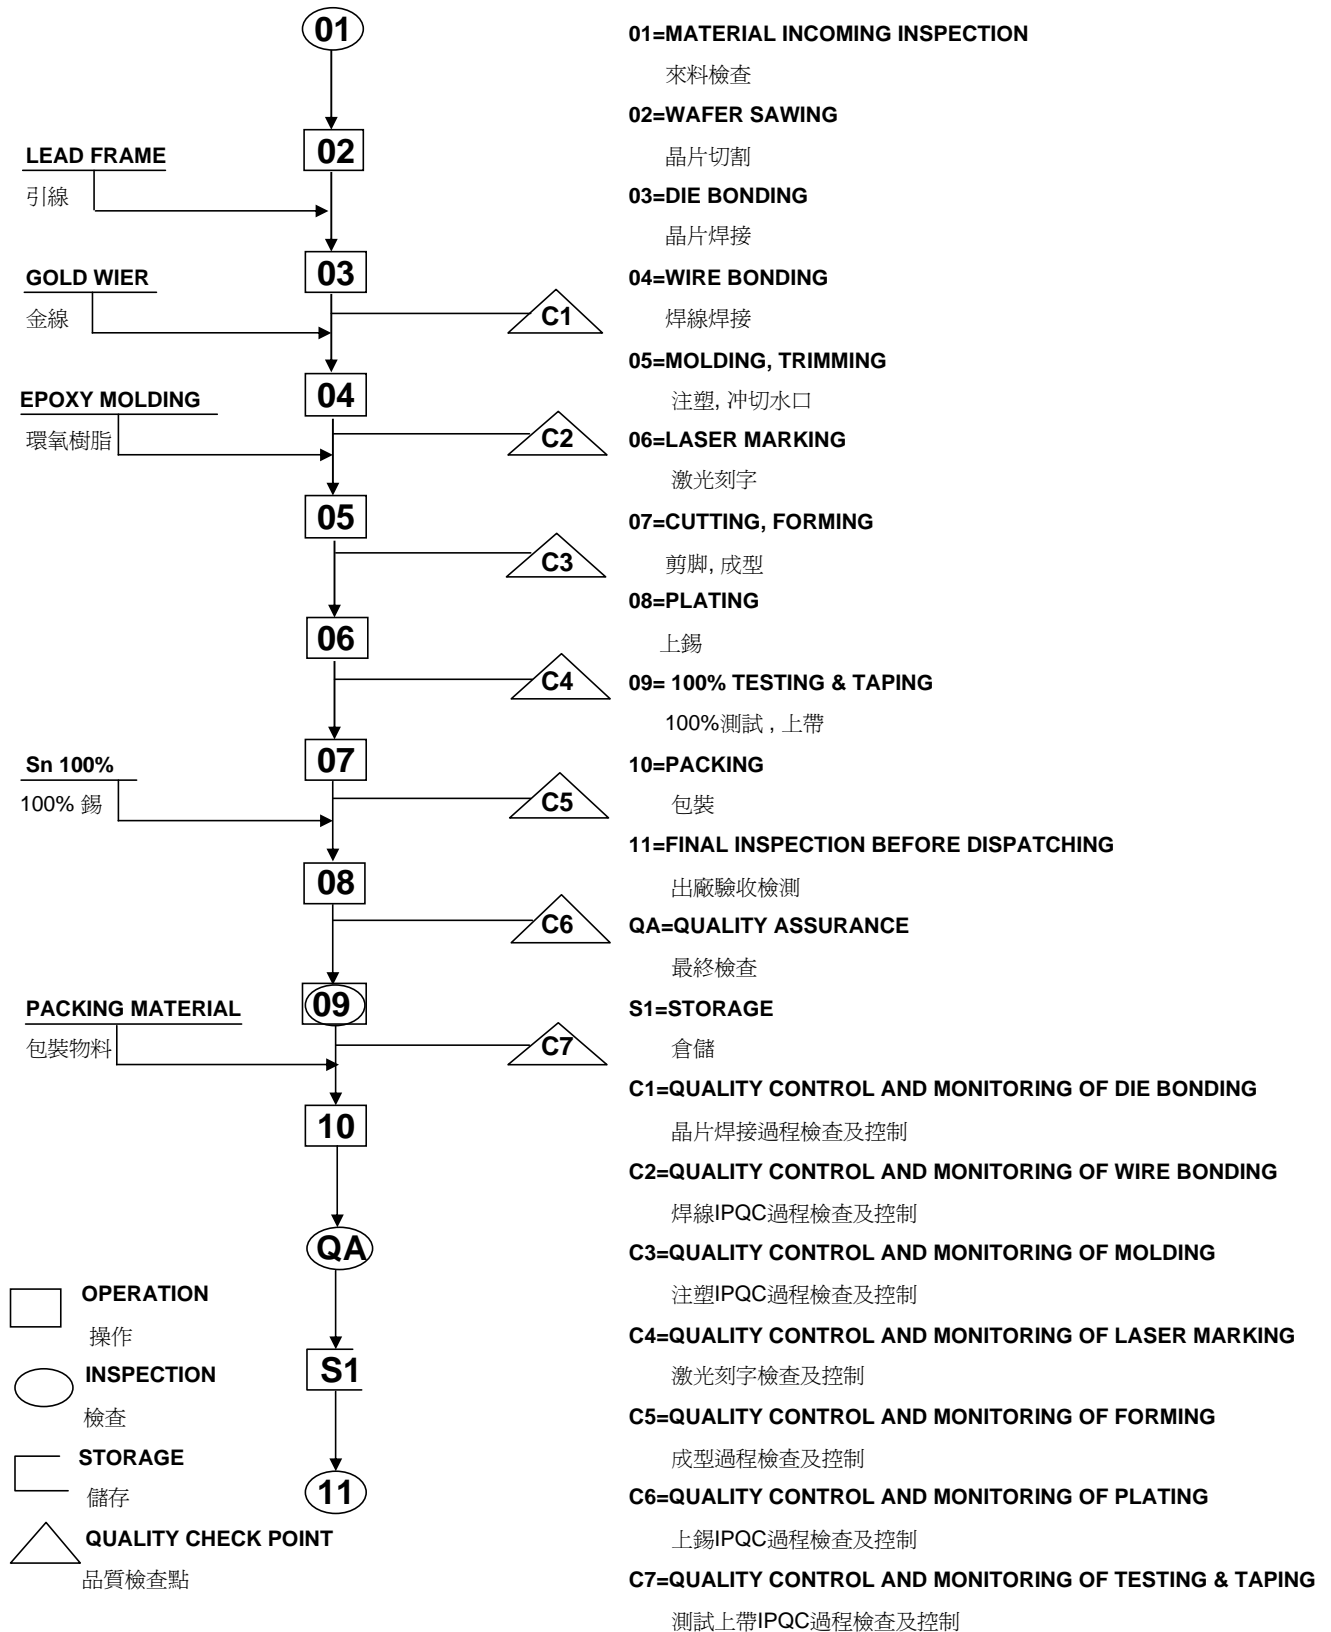 01
02
LEAD FRAME
引線
03
GOLD WIER
金線
C1
04
EPOXY MOLDING
環氧樹脂
C2
05
C3
06
C4
07
Sn 100%
100% 錫
C5
08
C6
09
PACKING MATERIAL
包裝物料
C7
10
QA
S1
11
OPERATION
操作
INSPECTION
檢查
STORAGE
儲存
QUALITY CHECK POINT
品質檢查點
01=MATERIAL INCOMING INSPECTION
來料檢查
02=WAFER SAWING
晶片切割
03=DIE BONDING
晶片焊接
04=WIRE BONDING
焊線焊接
05=MOLDING, TRIMMING
注塑, 冲切水口
06=LASER MARKING
激光刻字
07=CUTTING, FORMING
剪脚, 成型
08=PLATING
上錫
09= 100% TESTING & TAPING
100%測試 , 上帶
10=PACKING
包裝
11=FINAL INSPECTION BEFORE DISPATCHING
出廠驗收檢測
QA=QUALITY ASSURANCE
最終檢查
S1=STORAGE
倉儲
C1=QUALITY CONTROL AND MONITORING OF DIE BONDING
晶片焊接過程檢查及控制
C2=QUALITY CONTROL AND MONITORING OF WIRE BONDING
焊線IPQC過程檢查及控制
C3=QUALITY CONTROL AND MONITORING OF MOLDING
注塑IPQC過程檢查及控制
C4=QUALITY CONTROL AND MONITORING OF LASER MARKING
激光刻字檢查及控制
C5=QUALITY CONTROL AND MONITORING OF FORMING
成型過程檢查及控制
C6=QUALITY CONTROL AND MONITORING OF PLATING
上錫IPQC過程檢查及控制
C7=QUALITY CONTROL AND MONITORING OF TESTING & TAPING
測試上帶IPQC過程檢查及控制